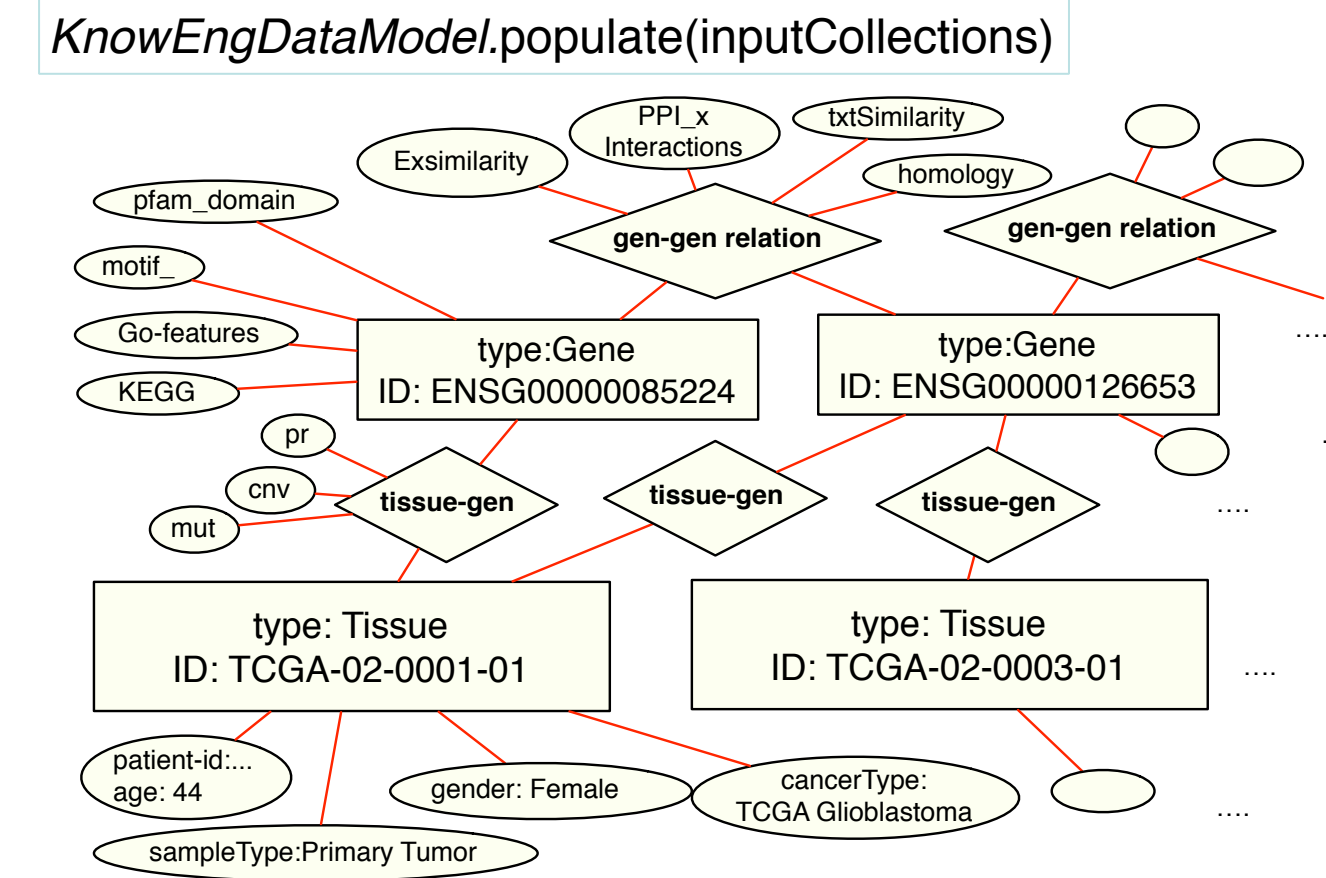 KnowEngDataModel.populate(inputCollections)
PPI_x
Interactions
txtSimilarity
Exsimilarity
homology
pfam_domain
gen-gen relation
gen-gen relation
motif_
Go-features
KEGG
type:Gene
ID: ENSG00000085224
type:Gene
ID: ENSG00000126653
....
pr
cnv
mut
tissue-gen
tissue-gen
tissue-gen
....
type: Tissue
ID: TCGA-02-0001-01
type: Tissue
ID: TCGA-02-0003-01
....
patient-id:...
age: 44
gender: Female
cancerType:
TCGA Glioblastoma
....
sampleType:Primary Tumor